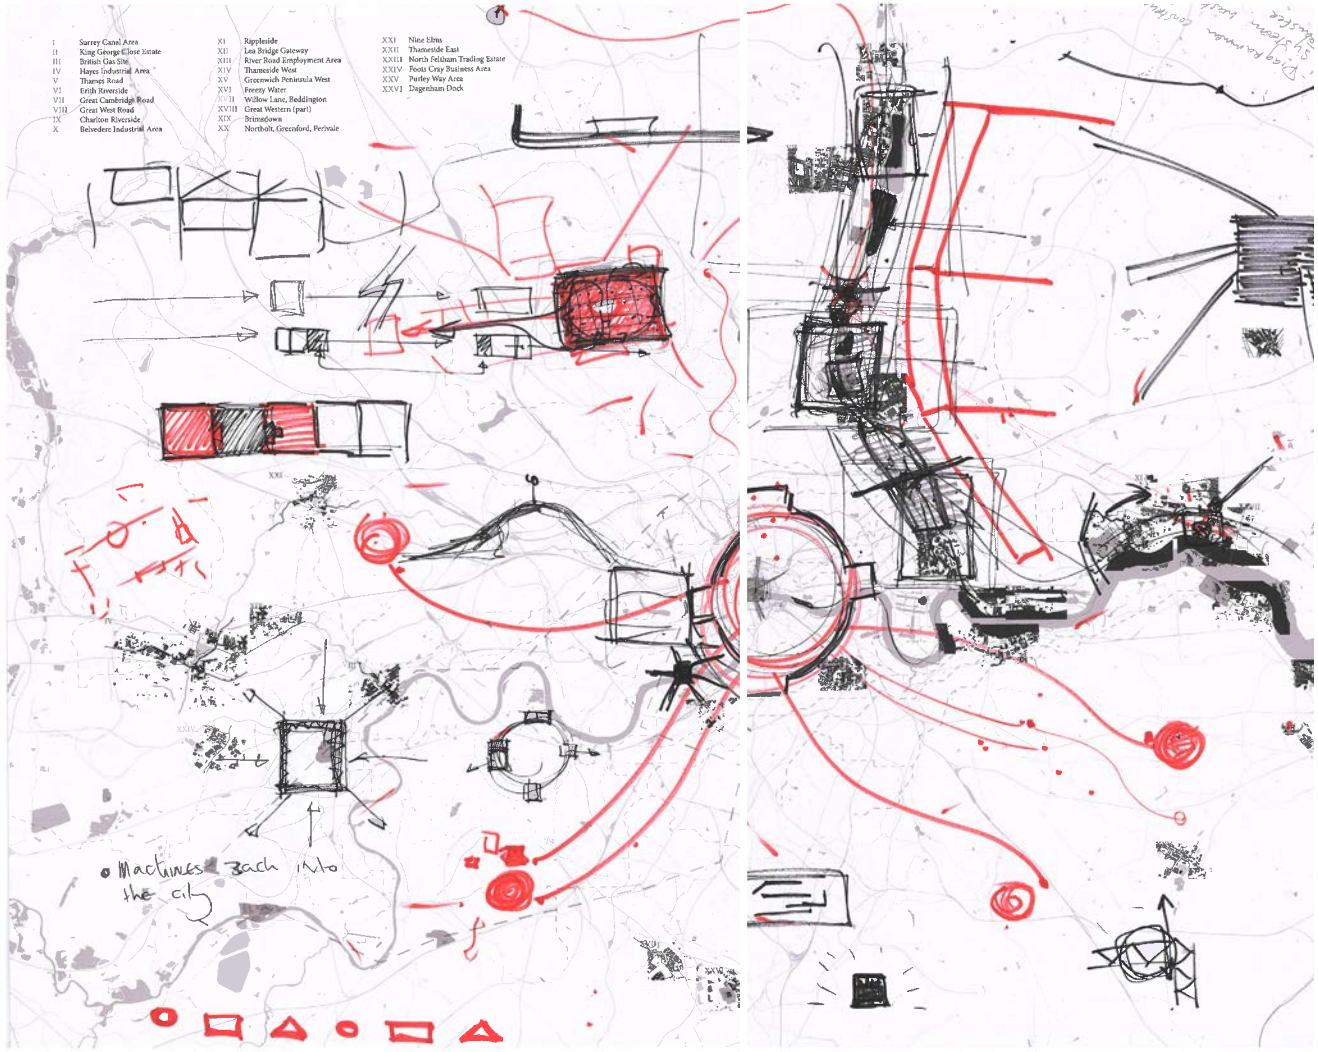 I Surrey Canal Area
II King George Close Estate
III British Gas Site
IV Hayes Industrial Area
V Thames Road
VI Erith Riverside
VII Great Cambridge Road
VIII Great West Road
IX Charlton Riverside
X Belvedere Industrial Area
XI Rippleside
XII Lea Bridge Gateway
XIII River Road Employment Area
XIV Thameside West
XV Greenwich Peninsula West
XVI Freezy Water
XVII Willow Lane, Beddington
XVIII Great Western (part)
XIX Brimsdown
XX Northolt, Greenford, Perivale
XXI Nine Elms
XXII Thameside East
XXIII North Feltham Trading Estate
XXIV Foots Cray Business Area
XXV Purley Way Area
XXVI Dagenham Dock
XXIV
Machines back into
the city